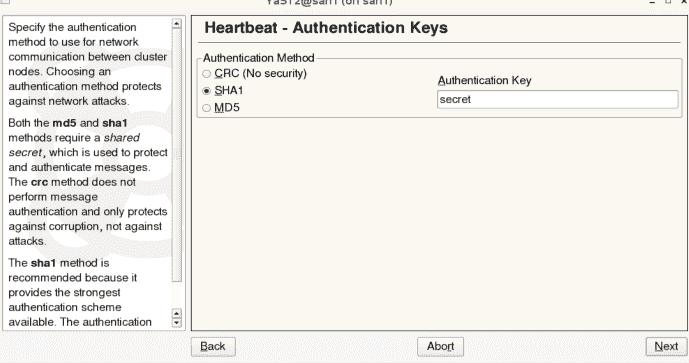 YaST2@san1 (on san1)
Specify the authentication
method to use for network
communication between cluster
nodes. Choosing an
authentication method protects
against network attacks.
Both the md5 and sha1
methods require a shared
secret, which is used to protect
and authenticate messages.
The crc method does not
perform message
authentication and only protects
against corruption, not against
attacks.
The sha1 method is
recommended because it
provides the strongest
authentication scheme
available. The authentication
Heartbeat - Authentication Keys
Authentication Method
CRC (No security)
SHA1
MD5
Authentication Key
secret
Back
Abort
Next